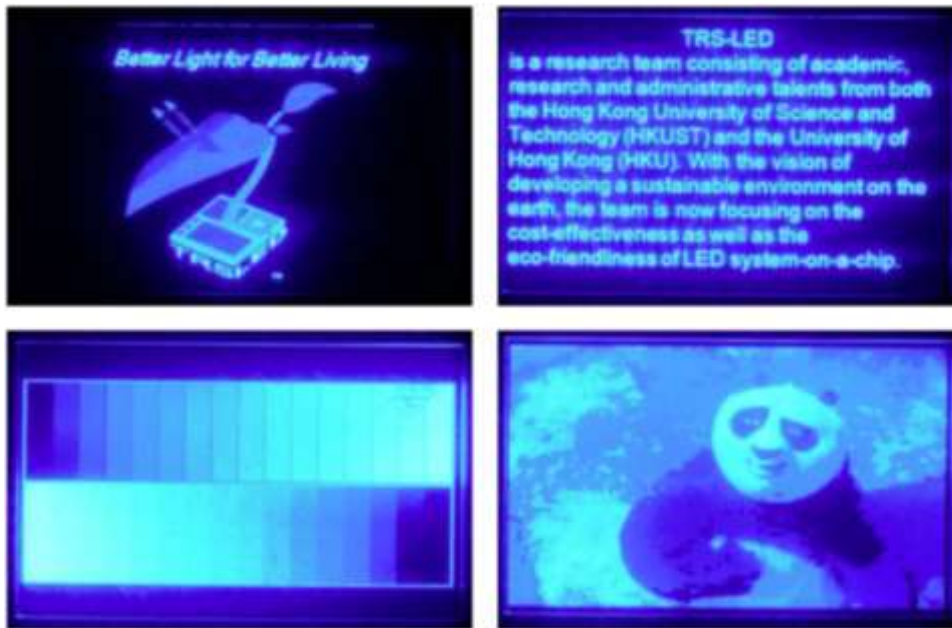 Better Light for Better Living
TRS-LED
is a research team consisting of academic,
research and administrative talents from both
the Hong Kong University of Science and
Technology (HKUST) and the University of
Hong Kong (HKU). With the vision of
developing a sustainable environment on the
earth, the team is now focusing on the
cost-effectiveness as well as the
eco-friendliness of LED system-on-a-chip.